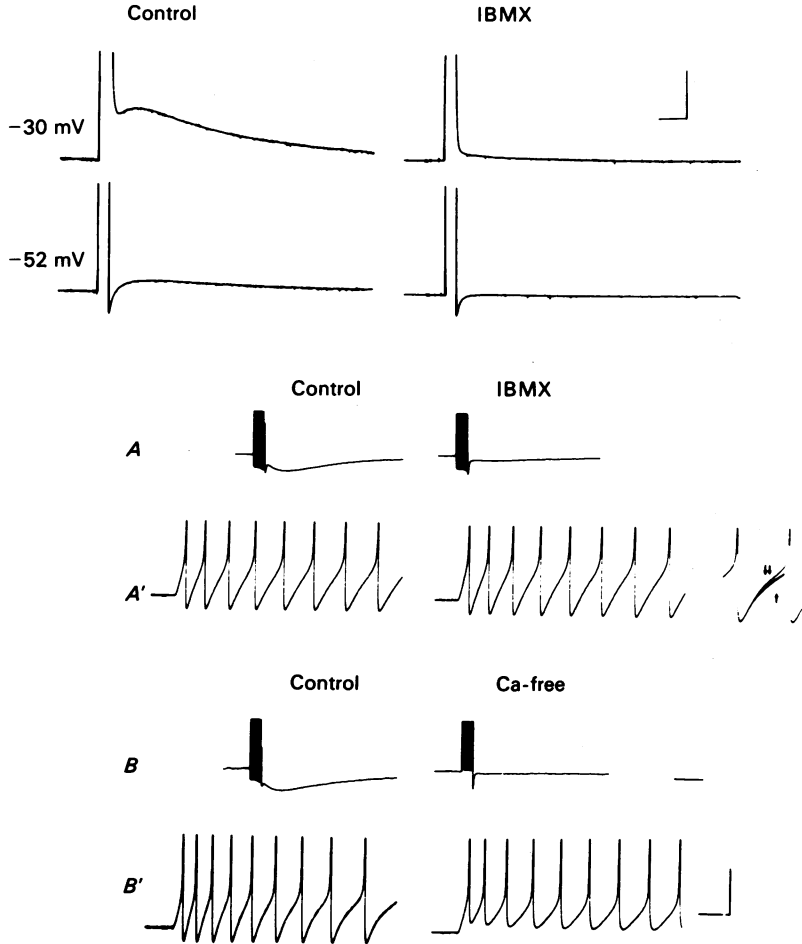 Control IBMX
−30 mV
−52 mV
Control IBMX
A
A′
Control Ca-free
B
B′